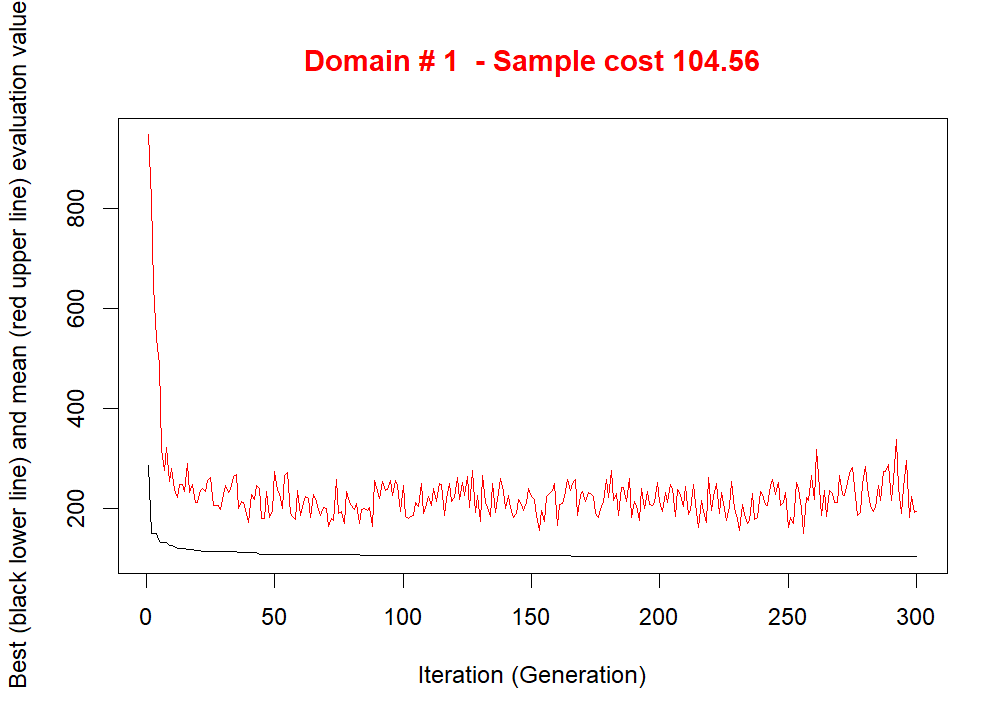 Domain # 1  - Sample cost 104.56
Best (black lower line) and mean (red upper line) evaluation value
800
600
400
200
0 50 100 150 200 250 300
Iteration (Generation)